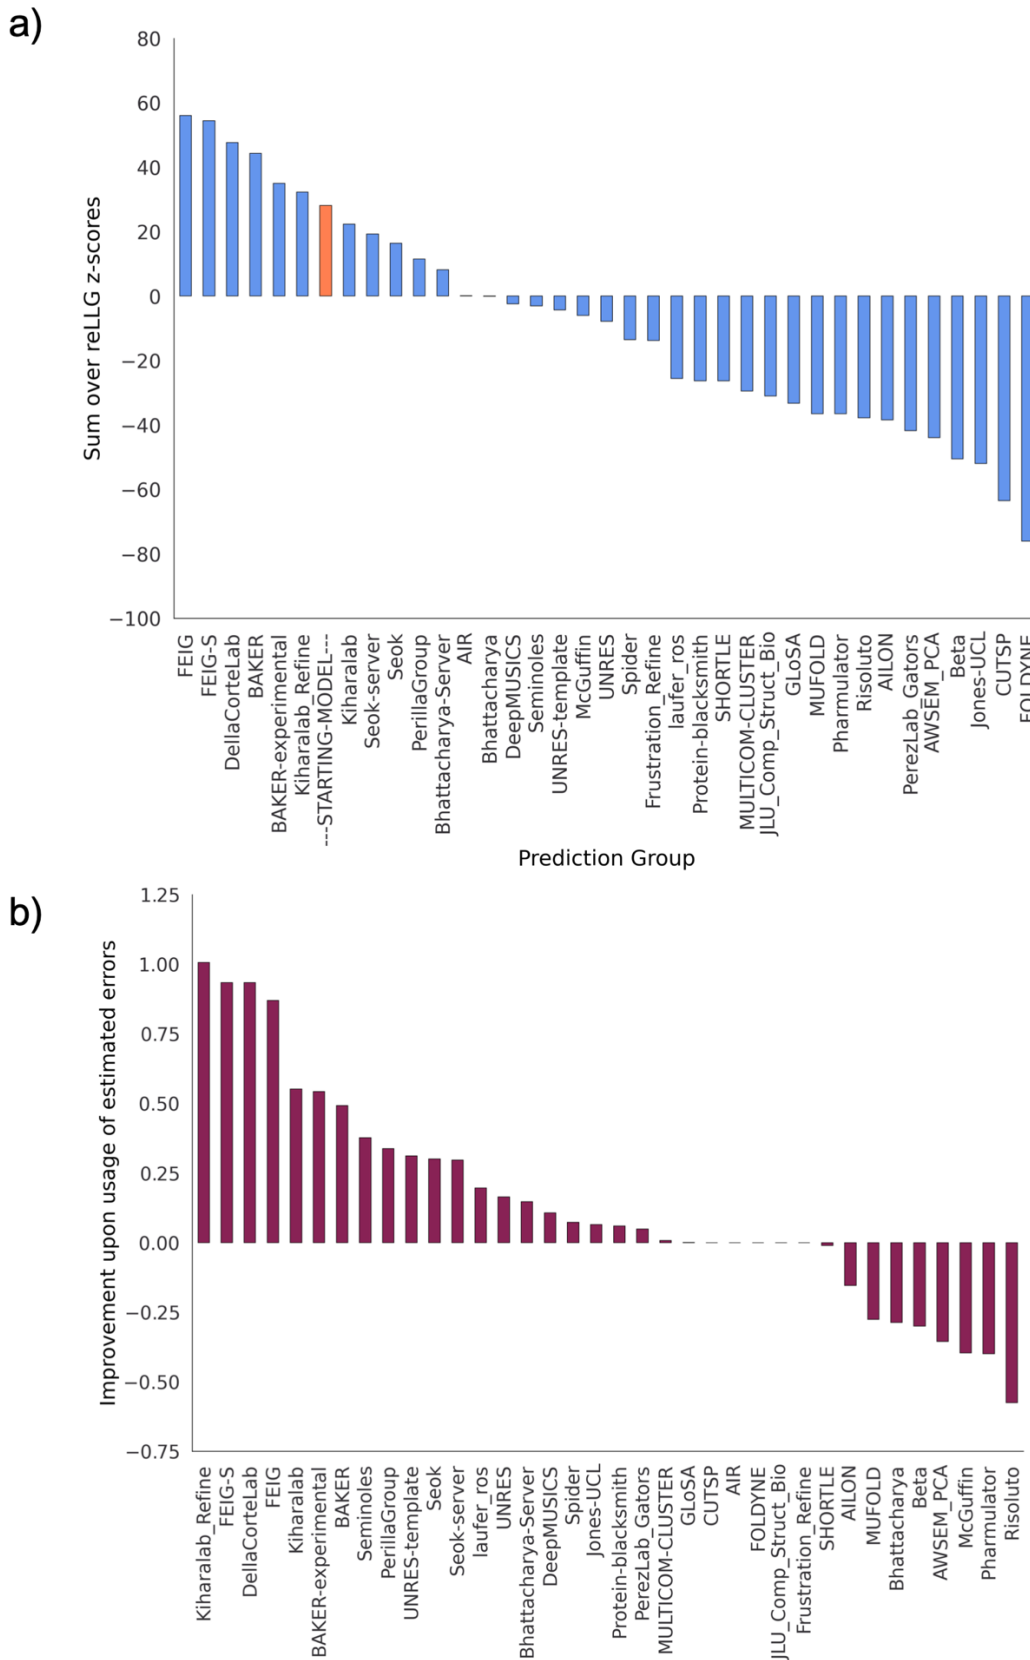 a)
80
60
40
20
0
−20
−40
−60
−80
−100
Sum over reLLG z-scores
FEIG
FEIG-S
DellaCorteLab
BAKER
BAKER-experimental
Kiharalab_Refine
---STARTING-MODEL---
Kiharalab
Seok-server
Seok
PerillaGroup
Bhattacharya-Server
AIR
Bhattacharya
DeepMUSICS
Seminoles
UNRES-template
McGuffin
UNRES
Spider
Frustration_Refine
laufer_ros
Protein-blacksmith
SHORTLE
MULTICOM-CLUSTER
JLU_Comp_Struct_Bio
GLoSA
MUFOLD
Pharmulator
Risoluto
AILON
PerezLab_Gators
AWSEM_PCA
Beta
Jones-UCL
CUTSP
FOLDYNE
Prediction Group
b)
1.25
1.00
0.75
0.50
0.25
0.00
−0.25
−0.50
−0.75
Improvement upon usage of estimated errors
Kiharalab_Refine
FEIG-S
DellaCorteLab
FEIG
Kiharalab
BAKER-experimental
BAKER
Seminoles
PerillaGroup
UNRES-template
Seok
Seok-server
laufer_ros
UNRES
Bhattacharya-Server
DeepMUSICS
Spider
Jones-UCL
Protein-blacksmith
PerezLab_Gators
MULTICOM-CLUSTER
GLoSA
CUTSP
AIR
FOLDYNE
JLU_Comp_Struct_Bio
Frustration_Refine
SHORTLE
AILON
MUFOLD
Bhattacharya
Beta
AWSEM_PCA
McGuffin
Pharmulator
Risoluto